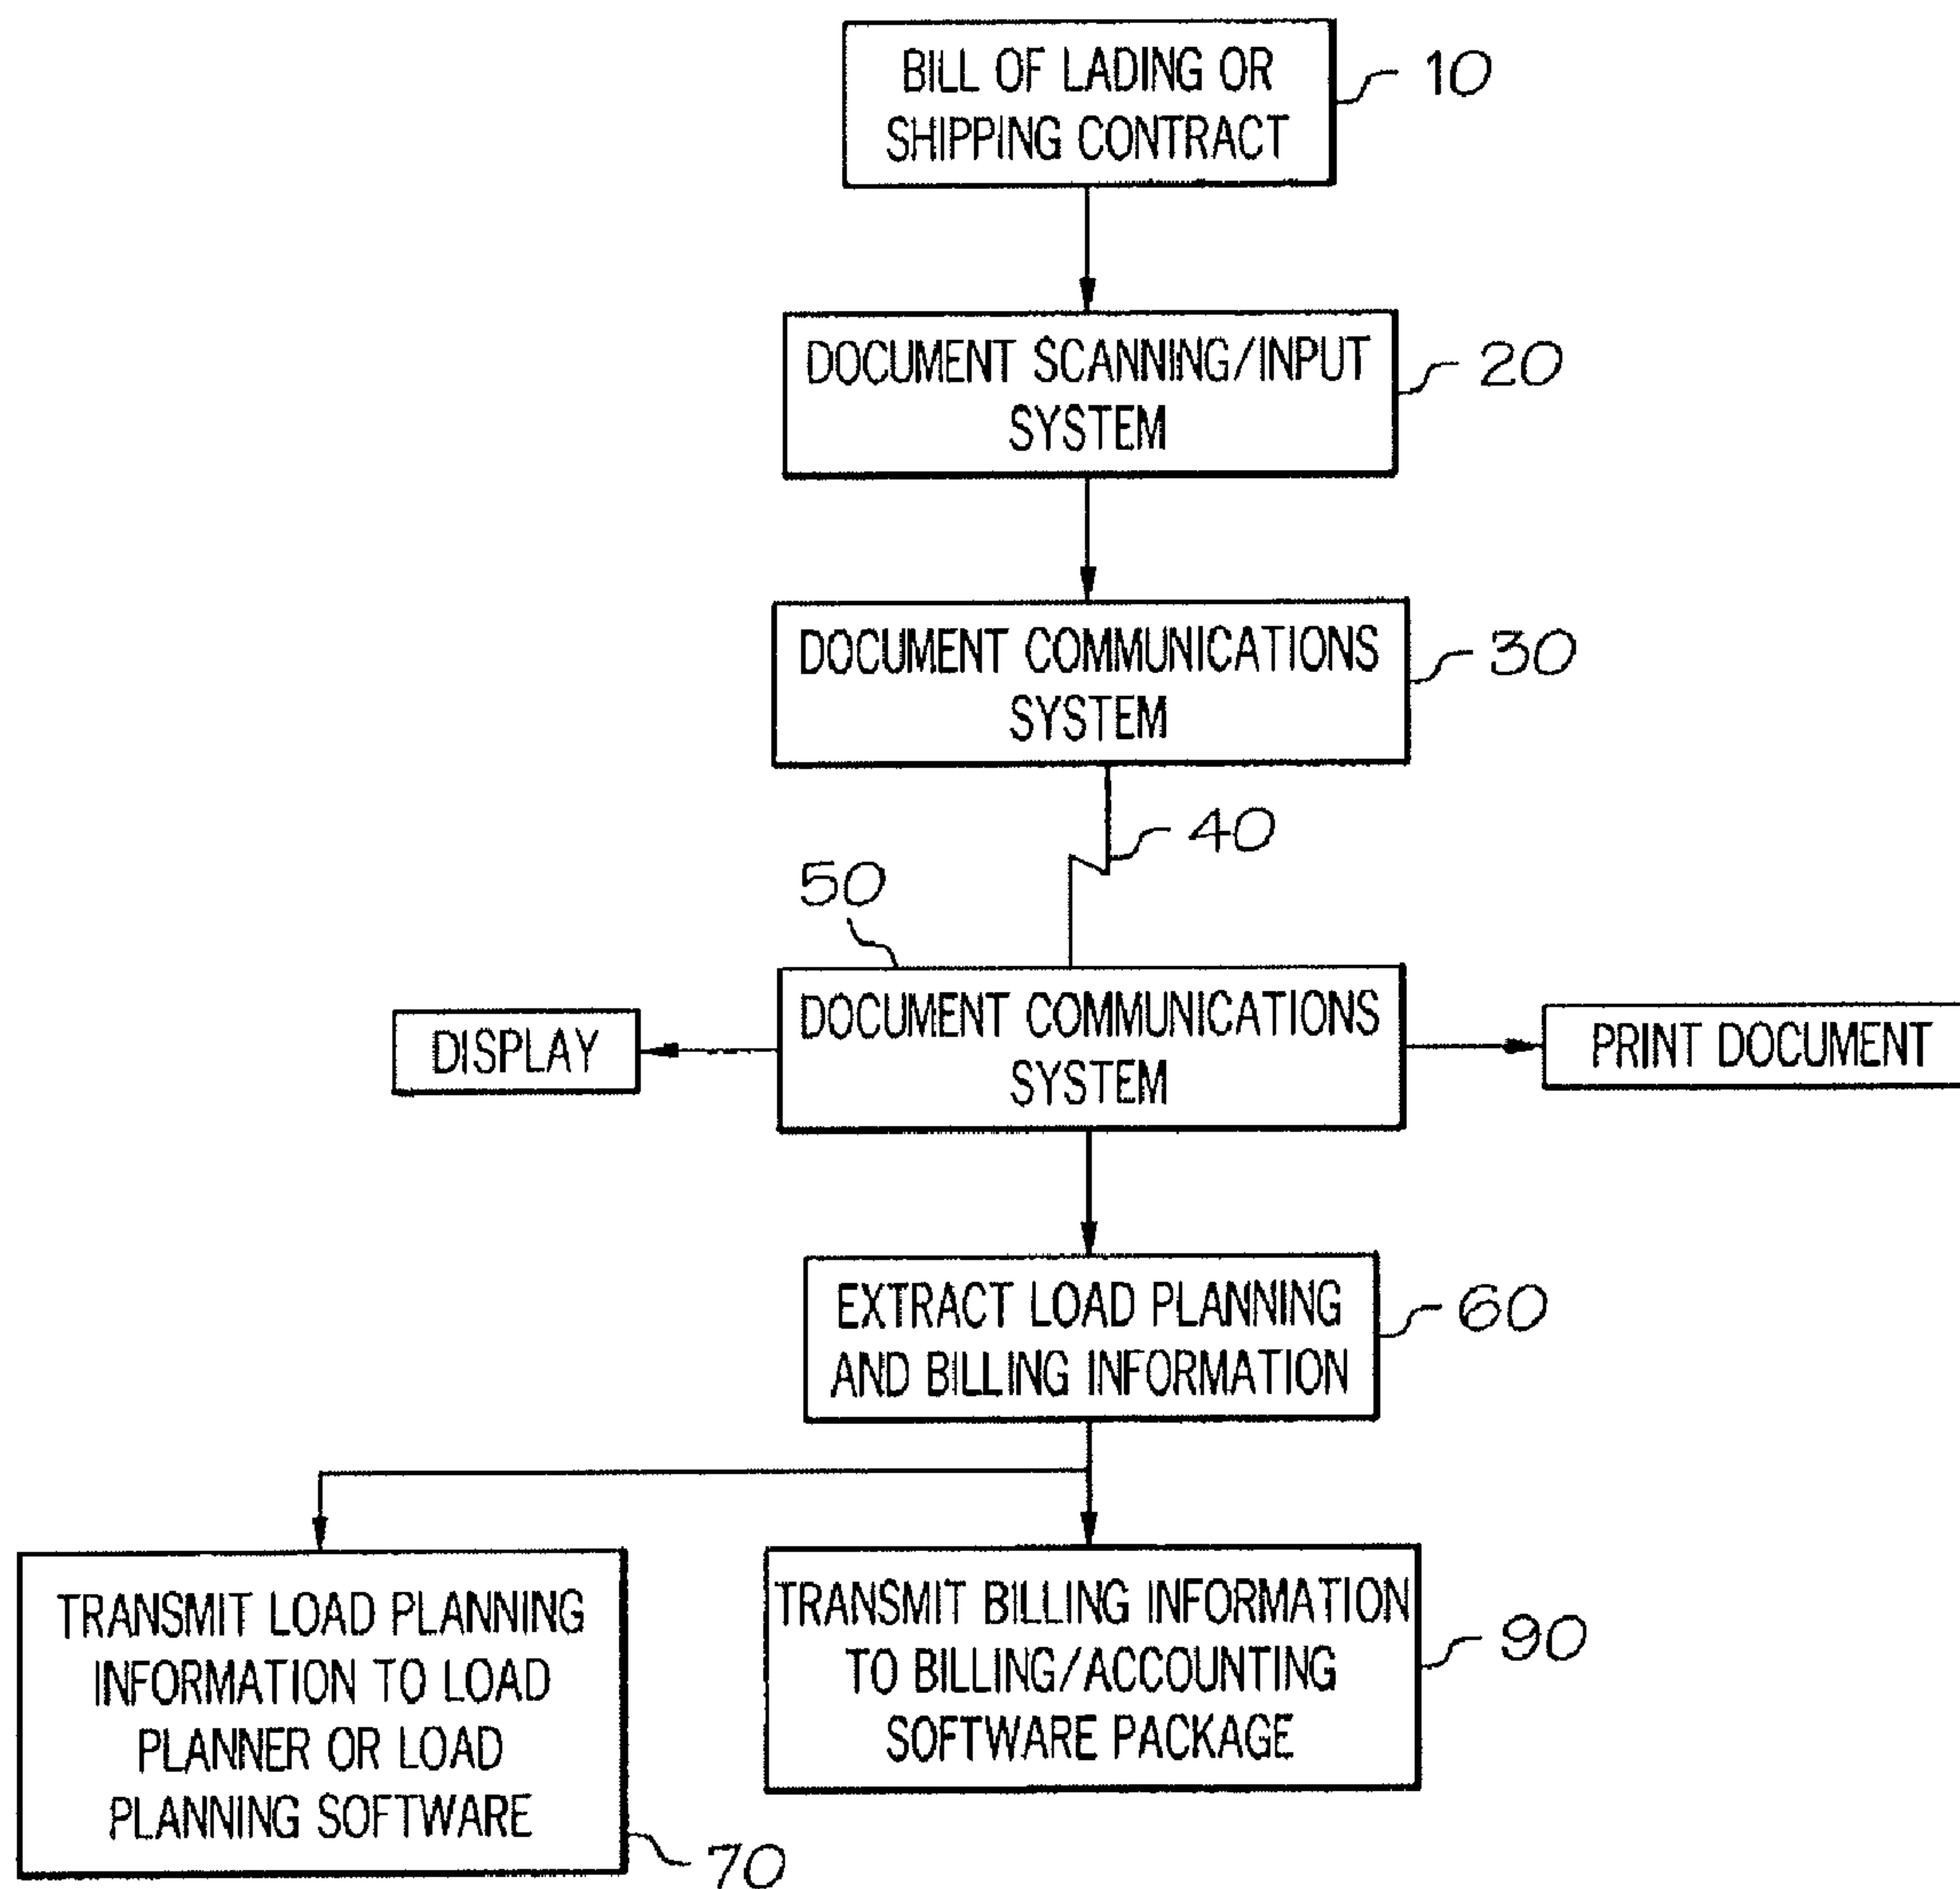 BILL OF LADING OR
SHIPPING CONTRACT
10
DOCUMENT SCANNING/INPUT
SYSTEM
20
DOCUMENT COMMUNICATIONS
SYSTEM
30
40
50
DOCUMENT COMMUNICATIONS
SYSTEM
DISPLAY
PRINT DOCUMENT
EXTRACT LOAD PLANNING
AND BILLING INFORMATION
60
TRANSMIT LOAD PLANNING
INFORMATION TO LOAD
PLANNER OR LOAD
PLANNING SOFTWARE
70
TRANSMIT BILLING INFORMATION
TO BILLING/ACCOUNTING
SOFTWARE PACKAGE
90